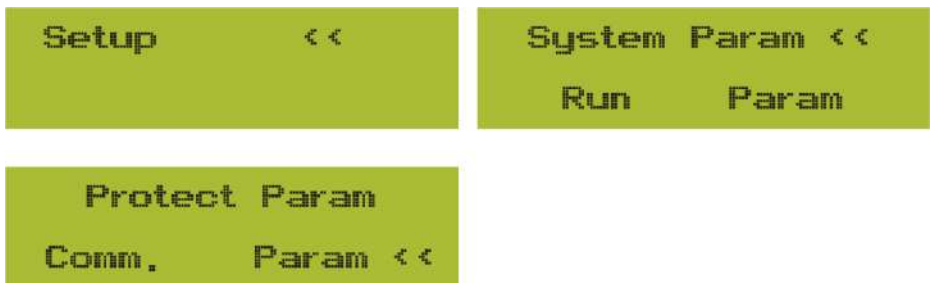 Setup <<
System Param <<
Run Param
Protect Param
Comm. Param <<